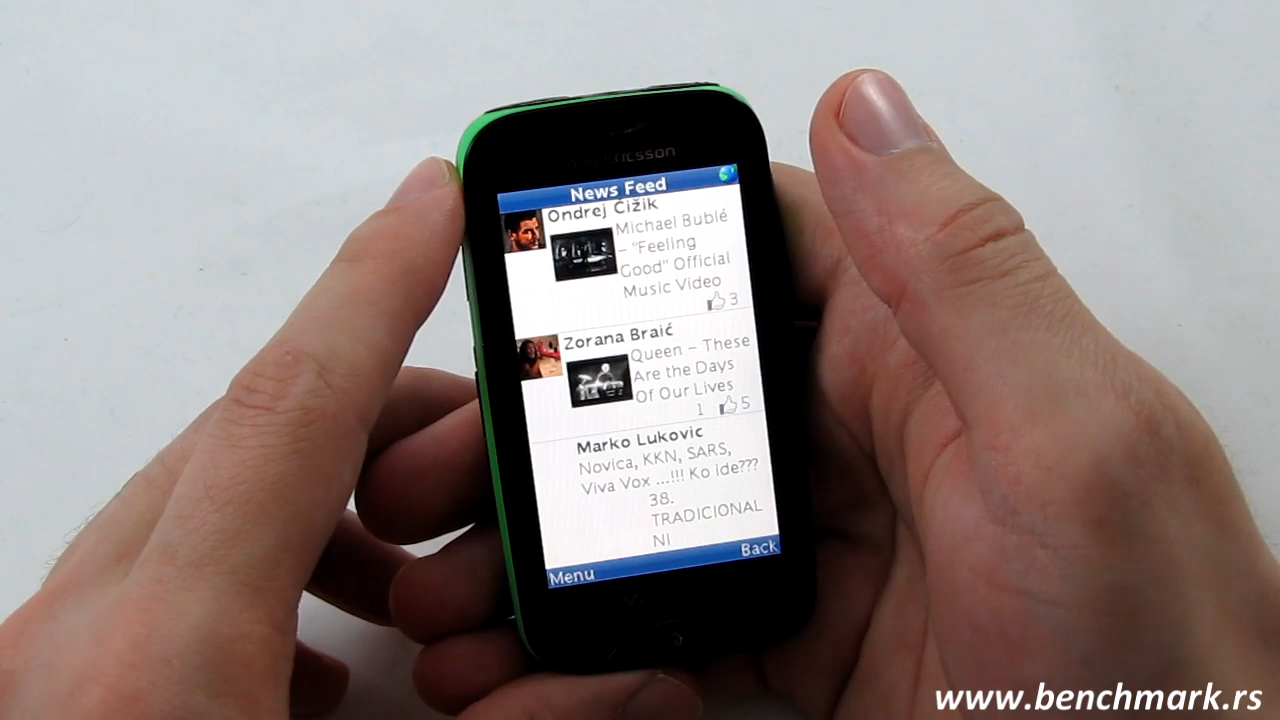 ericsson
News Feed
Ondrej Čižik
Michael Bublé
– "Feeling
Good" Official
Music Video
3
Zorana Braić
Queen – These
Are the Days
Of Our Lives
1 5
Marko Lukovic
Novica, KKN, SARS,
Viva Vox ...!!! Ko ide???
38.
TRADICIONAL
NI
Menu Back
www.benchmark.rs